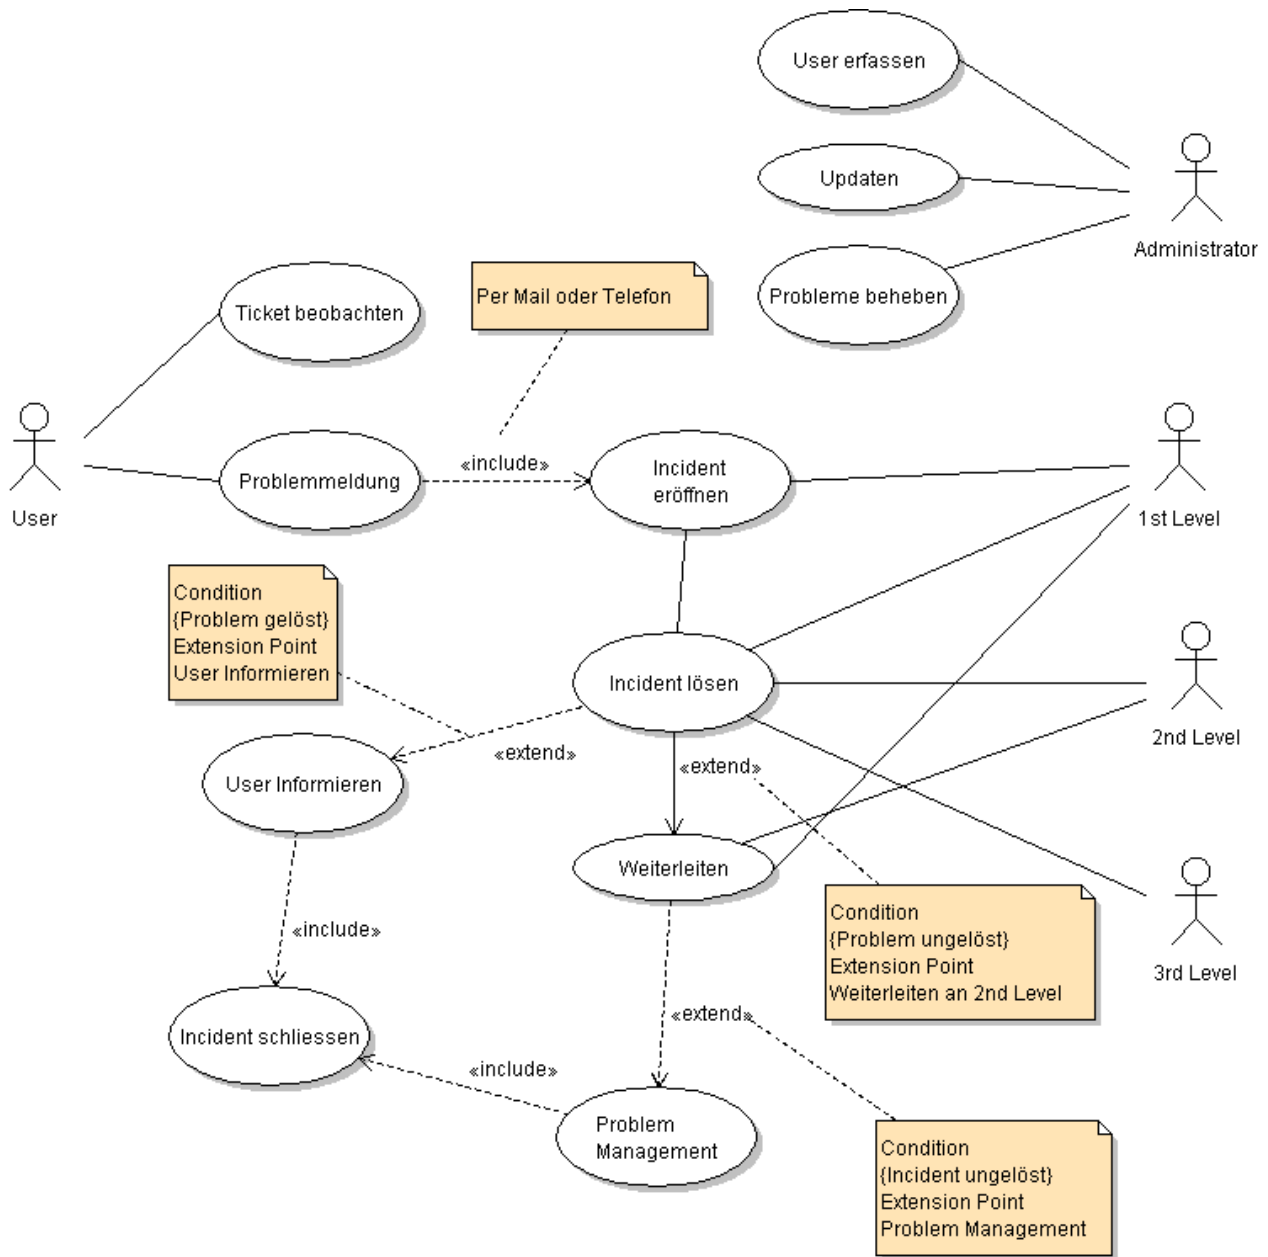 User erfassen
Updaten
Administrator
Probleme beheben
Per Mail oder Telefon
Ticket beobachten
User
Problemmeldung
«include»
Incident
eröffnen
1st Level
Condition
{Problem gelöst}
Extension Point
User Informieren
Incident lösen
2nd Level
«extend»
«extend»
User Informieren
Weiterleiten
Condition
{Problem ungelöst}
Extension Point
Weiterleiten an 2nd Level
3rd Level
«include»
«extend»
Incident schliessen
«include»
Problem
Management
Condition
{Incident ungelöst}
Extension Point
Problem Management